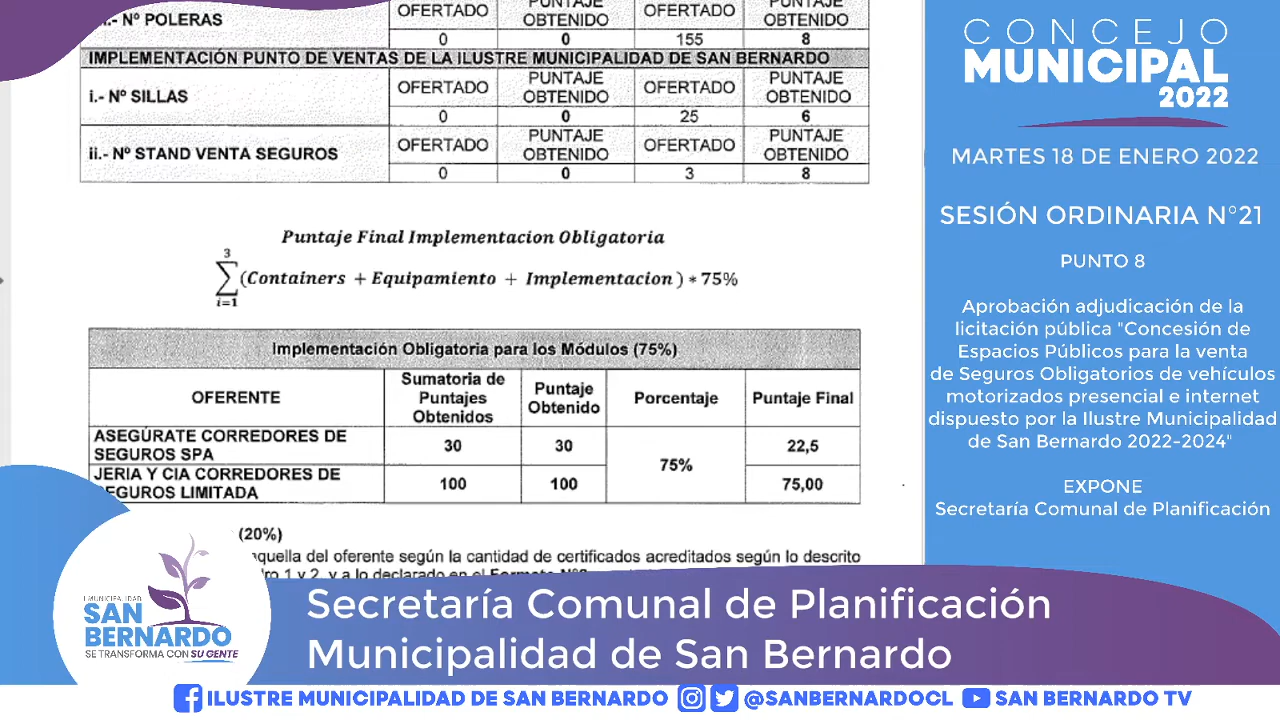 i.- Nº POLERAS
OFERTADO
PUNTAJE OBTENIDO
OFERTADO
PUNTAJE OBTENIDO
0
0
155
8
IMPLEMENTACIÓN PUNTO DE VENTAS DE LA ILUSTRE MUNICIPALIDAD DE SAN BERNARDO
i.- Nº SILLAS
OFERTADO
PUNTAJE OBTENIDO
OFERTADO
PUNTAJE OBTENIDO
0
0
25
6
ii.- Nº STAND VENTA SEGUROS
OFERTADO
PUNTAJE OBTENIDO
OFERTADO
PUNTAJE OBTENIDO
0
0
3
8
Puntaje Final Implementacion Obligatoria
3
∑(Containers + Equipamiento + Implementacion ) * 75%
i=1
Implementación Obligatoria para los Módulos (75%)
OFERENTE
Sumatoria de
Puntajes
Obtenidos
Puntaje
Obtenido
Porcentaje
Puntaje Final
ASEGÚRATE CORREDORES DE
SEGUROS SPA
30
30
75%
22,5
JERIA Y CIA CORREDORES DE
SEGUROS LIMITADA
100
100
75,00
(20%)
aquella del oferente según la cantidad de certificados acreditados según lo descrito
1 y 2, y a lo declarado en el Formato
CONCEJO
MUNICIPAL
2022
MARTES 18 DE ENERO 2022
SESIÓN ORDINARIA N°21
PUNTO 8
Aprobación adjudicación de la
licitación pública "Concesión de
Espacios Públicos para la venta
de Seguros Obligatorios de vehículos
motorizados presencial e internet
dispuesto por la Ilustre Municipalidad
de San Bernardo 2022-2024"
EXPONE
Secretaría Comunal de Planificación
I. MUNICIPALIDAD
SAN
BERNARDO
SE TRANSFORMA CON SU GENTE
Secretaría Comunal de Planificación
Municipalidad de San Bernardo
ILUSTRE MUNICIPALIDAD DE SAN BERNARDO @SANBERNARDOCL SAN BERNARDO TV